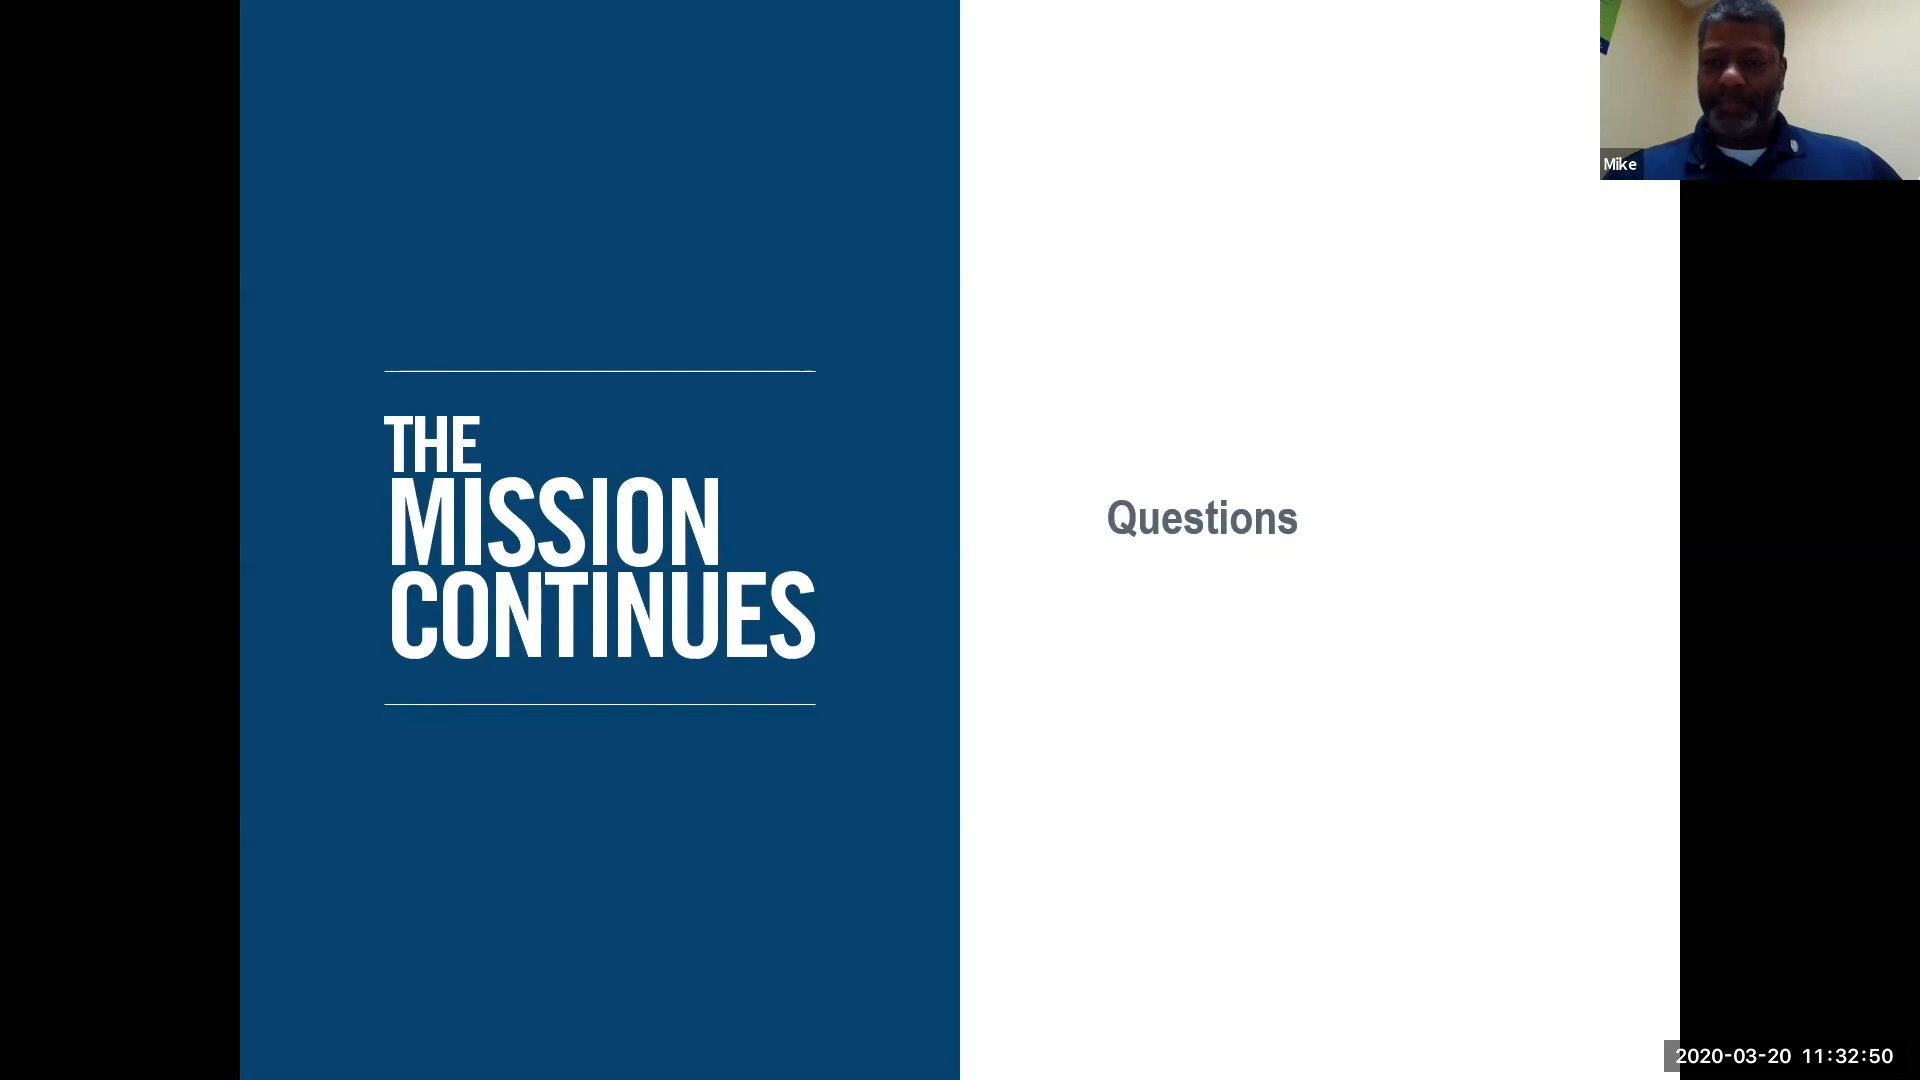 THE
MISSION
CONTINUES
Questions
Mike
2020-03-20 11:32:50